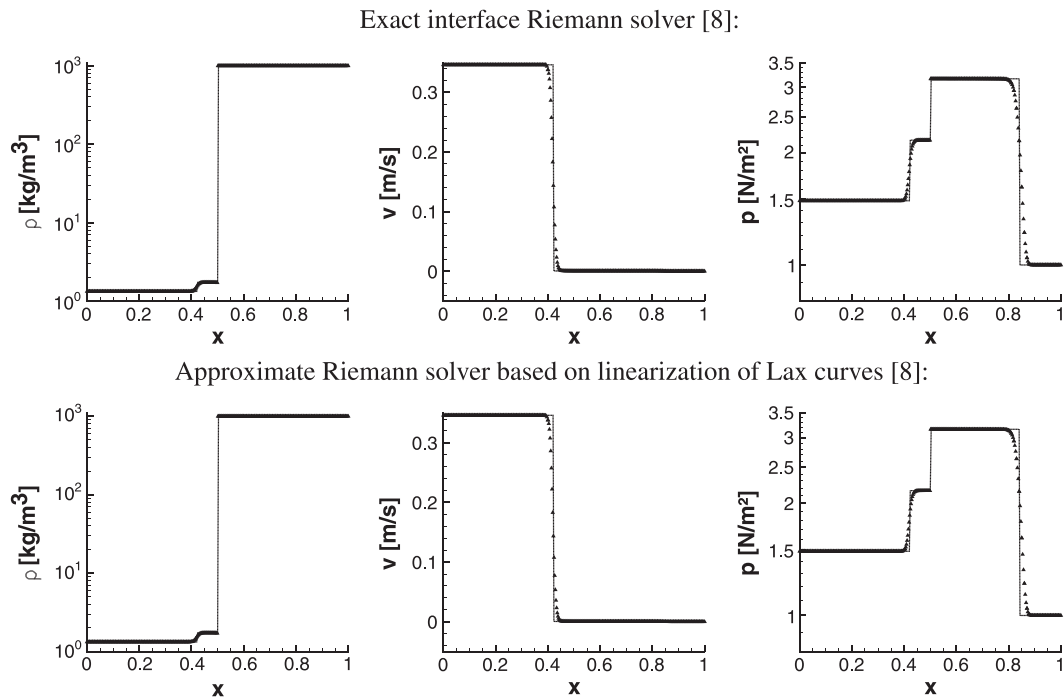 Exact interface Riemann solver [8]:
ρ [kg/m³]
10³
10²
10¹
10⁰
0 0.2 0.4 0.6 0.8 1
x
v [m/s]
0.3
0.2
0.1
0
0 0.2 0.4 0.6 0.8 1
x
p [N/m²]
3.5
3
2.5
2
1.5
1
0 0.2 0.4 0.6 0.8 1
x
Approximate Riemann solver based on linearization of Lax curves [8]:
ρ [kg/m³]
10³
10²
10¹
10⁰
0 0.2 0.4 0.6 0.8 1
x
v [m/s]
0.3
0.2
0.1
0
0 0.2 0.4 0.6 0.8 1
x
p [N/m²]
3.5
3
2.5
2
1.5
1
0 0.2 0.4 0.6 0.8 1
x